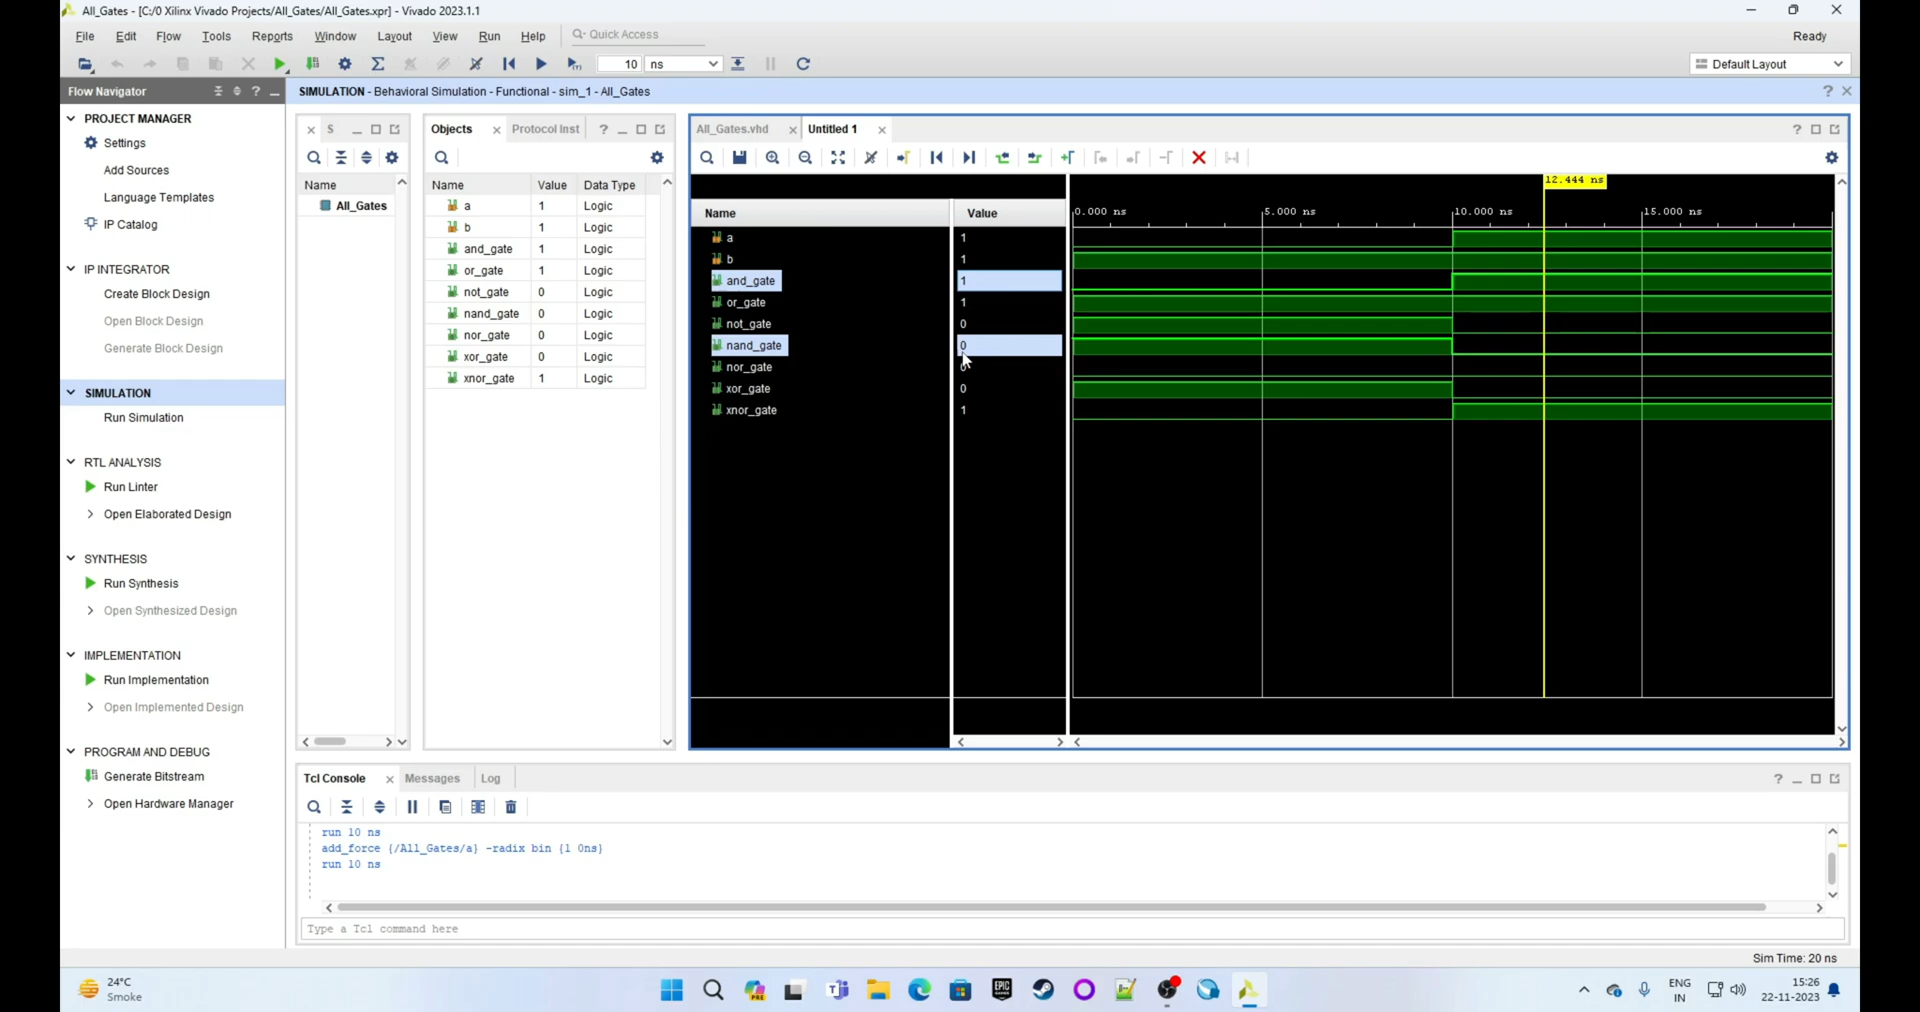 All_Gates - [C:/0 Xilinx Vivado Projects/All_Gates/All_Gates.xpr] - Vivado 2023.1.1
File Edit Flow Tools Reports Window Layout View Run Help Quick Access Ready
10 ns Default Layout
Flow Navigator ? SIMULATION - Behavioral Simulation - Functional - sim_1 - All_Gates ?
PROJECT MANAGER
Settings
Add Sources
Language Templates
IP Catalog
IP INTEGRATOR
Create Block Design
Open Block Design
Generate Block Design
SIMULATION
Run Simulation
RTL ANALYSIS
Run Linter
Open Elaborated Design
SYNTHESIS
Run Synthesis
Open Synthesized Design
IMPLEMENTATION
Run Implementation
Open Implemented Design
PROGRAM AND DEBUG
Generate Bitstream
Open Hardware Manager
S
Name
All_Gates
Objects Protocol Inst ?
Name Value Data Type
a 1 Logic
b 1 Logic
and_gate 1 Logic
or_gate 1 Logic
not_gate 0 Logic
nand_gate 0 Logic
nor_gate 0 Logic
xor_gate 0 Logic
xnor_gate 1 Logic
All_Gates.vhd Untitled 1 ?
12.444 ns
Name Value 0.000 ns 5.000 ns 10.000 ns 15.000 ns
a 1
b 1
and_gate 1
or_gate 1
not_gate 0
nand_gate 0
nor_gate 0
xor_gate 0
xnor_gate 1
Tcl Console Messages Log ?
run 10 ns
add_force {/All_Gates/a} -radix bin {1 0ns}
run 10 ns
Type a Tcl command here
Sim Time: 20 ns
24°C
Smoke
PRE
EPIC GAMES
ENG
IN
15:26
22-11-2023